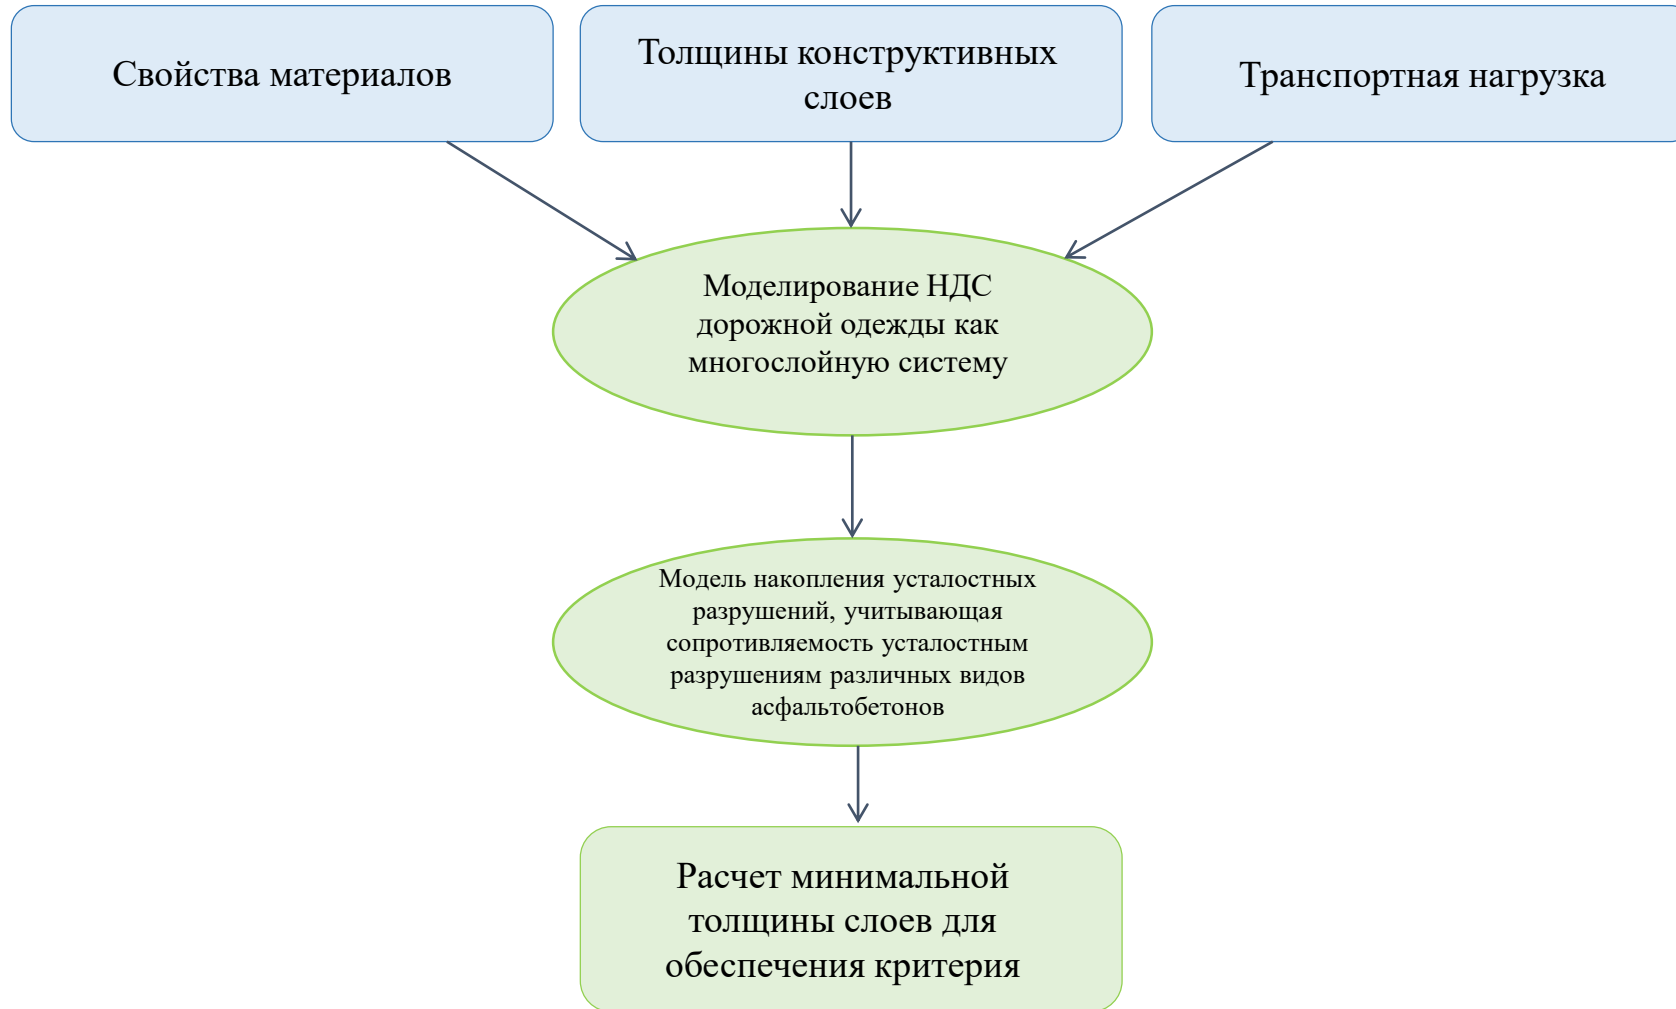 Свойства материалов
Толщины конструктивных
слоев
Транспортная нагрузка
Моделирование НДС
дорожной одежды как
многослойную систему
Модель накопления усталостных
разрушений, учитывающая
сопротивляемость усталостным
разрушениям различных видов
асфальтобетонов
Расчет минимальной
толщины слоев для
обеспечения критерия